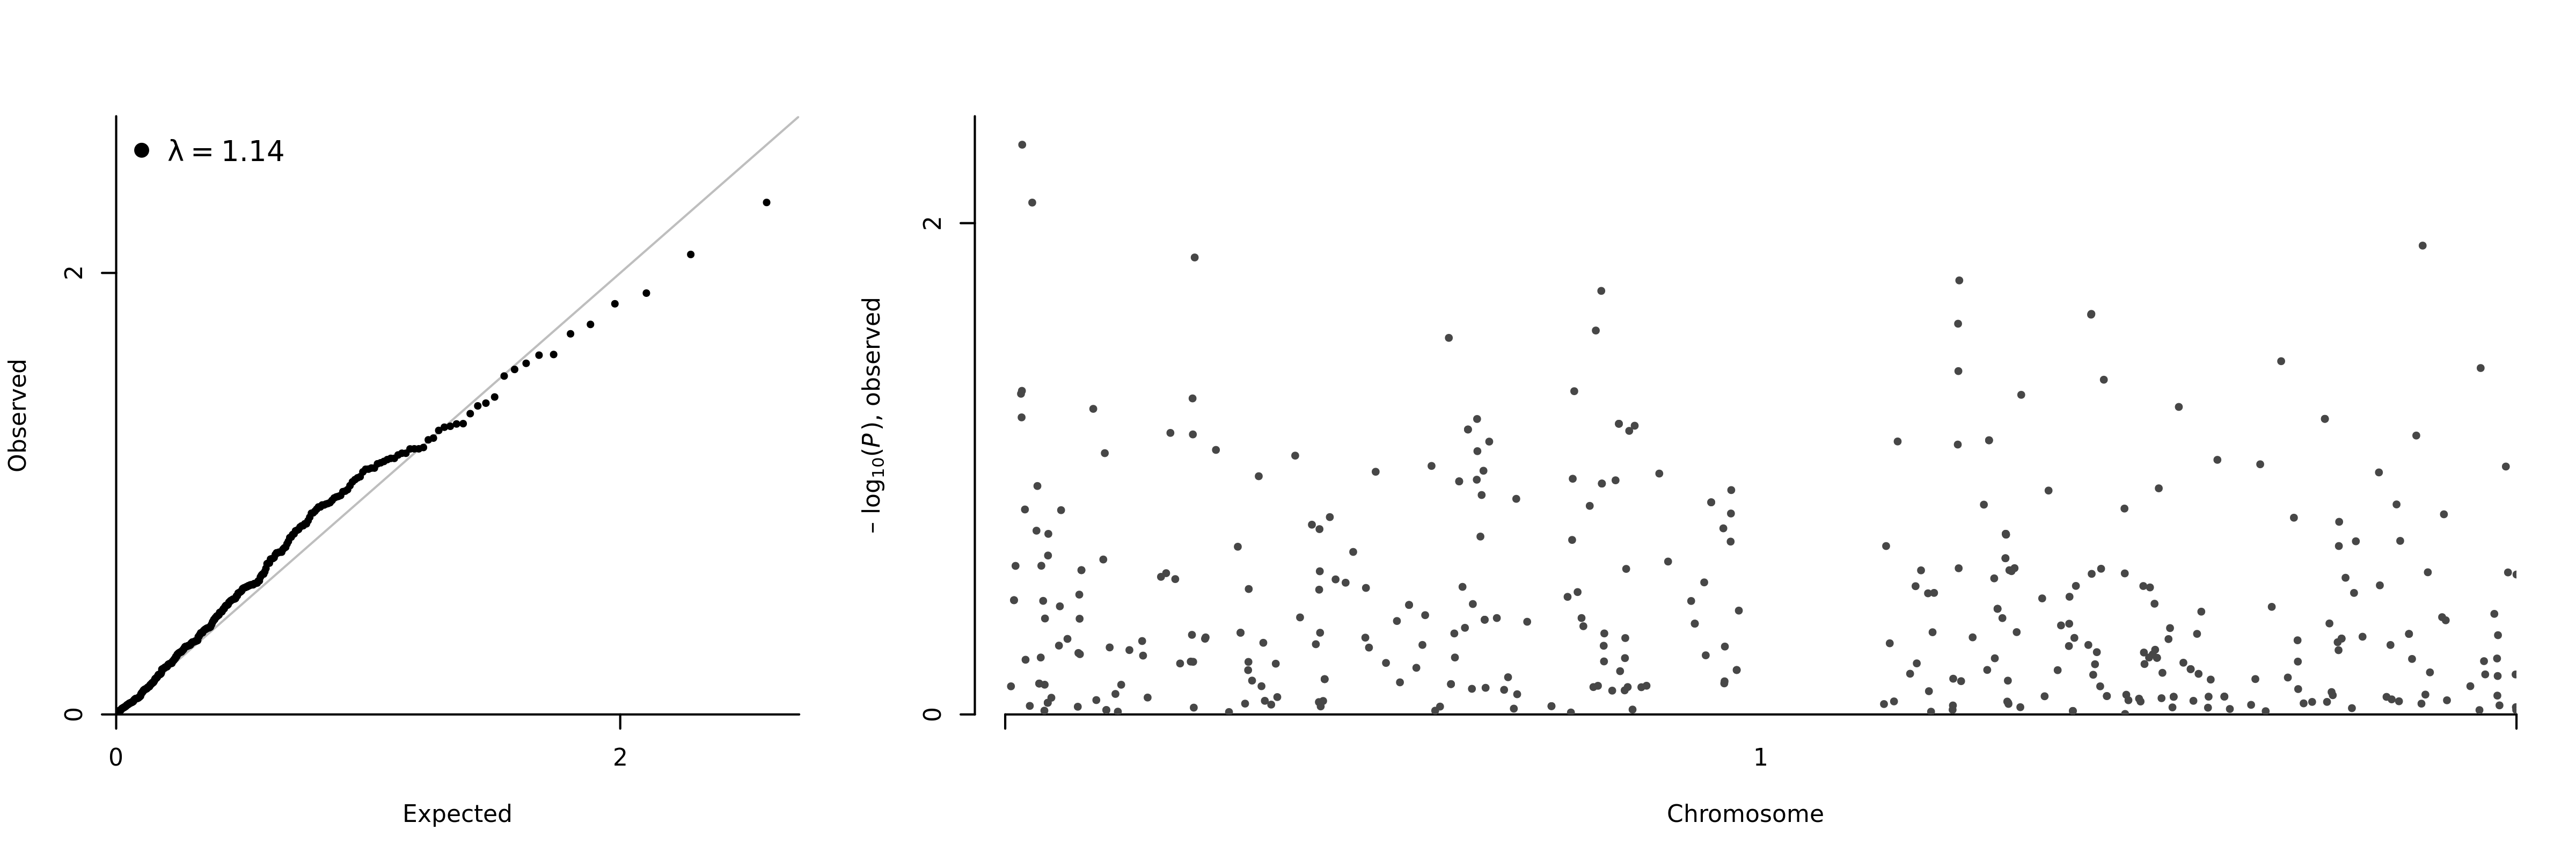 λ = 1.14
Observed
2
0
0
2
Expected
– log₁₀(P), observed
2
0
1
Chromosome